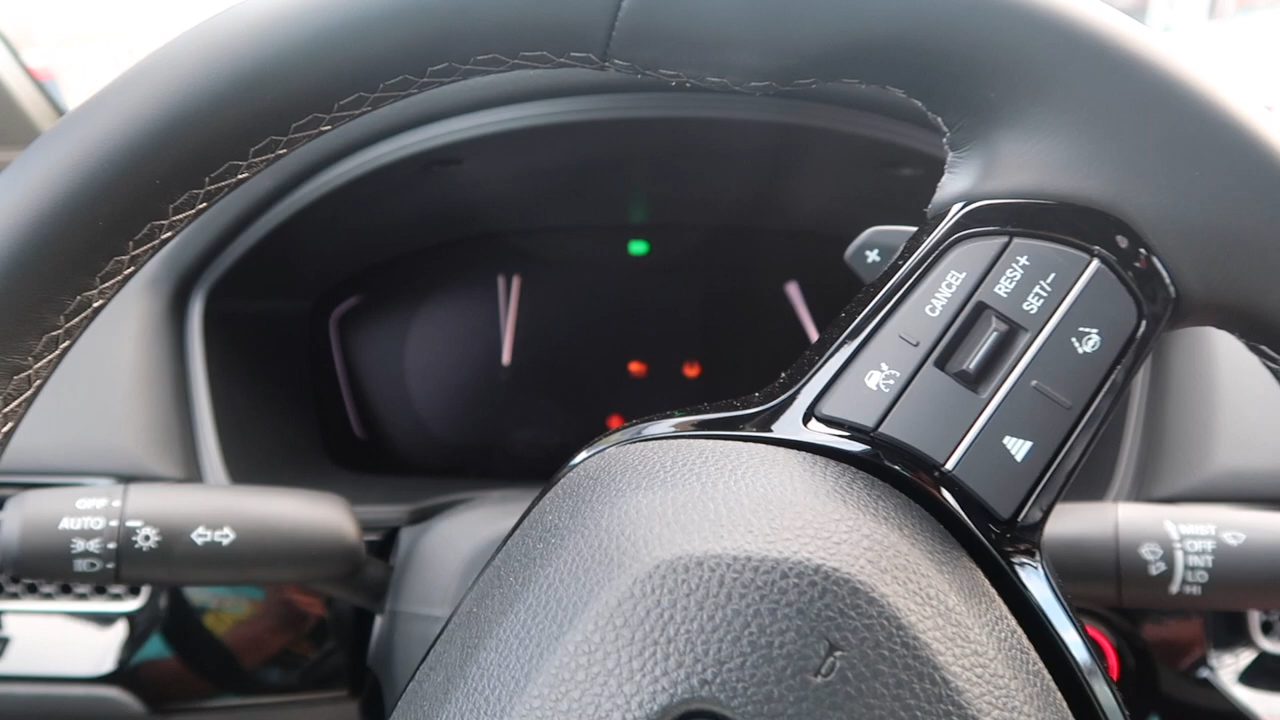 CANCEL
RES/+
SET/−
+
OFF
AUTO
MIST
OFF
INT
LO
HI